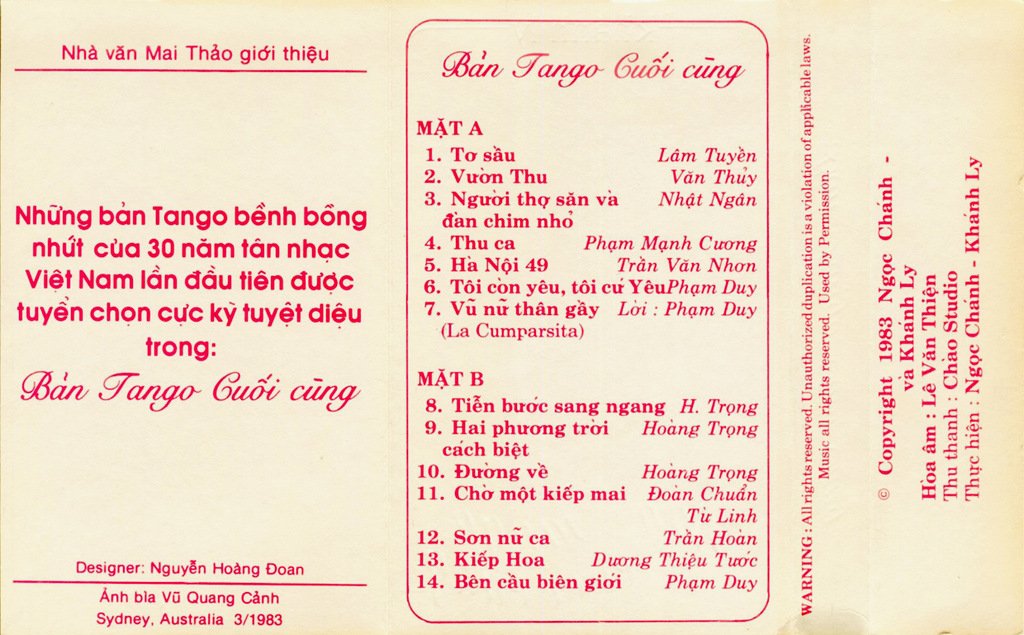 Nhà văn Mai Thảo giới thiệu
Những bản Tango bềnh bồng
nhứt của 30 năm tân nhạc
Việt Nam lần đầu tiên được
tuyển chọn cực kỳ tuyệt diệu
trong:
Bản Tango Cuối cùng
Designer: Nguyễn Hoàng Đoan
Ảnh bìa Vũ Quang Cảnh
Sydney, Australia 3/1983
Bản Tango Cuối cùng
MẶT A
1. Tơ sầu Lâm Tuyền
2. Vườn Thu Văn Thủy
3. Người thợ săn và Nhật Ngân
đàn chim nhỏ
4. Thu ca Phạm Mạnh Cương
5. Hà Nội 49 Trần Văn Nhơn
6. Tôi còn yêu, tôi cứ Yêu Phạm Duy
7. Vũ nữ thân gầy Lời : Phạm Duy
(La Cumparsita)
MẶT B
8. Tiễn bước sang ngang H. Trọng
9. Hai phương trời Hoàng Trọng
cách biệt
10. Đường về Hoàng Trọng
11. Chờ một kiếp mai Đoàn Chuẩn
Từ Linh
12. Sơn nữ ca Trần Hoàn
13. Kiếp Hoa Dương Thiệu Tước
14. Bên cầu biên giới Phạm Duy
WARNING : All rights reserved. Unauthorized duplication is a violation of applicable laws.
Music all rights reserved. Used by Permission.
© Copyright 1983 Ngọc Chánh -
và Khánh Ly
Hòa âm : Lê Văn Thiện
Thu thanh : Chào Studio
Thực hiện : Ngọc Chánh - Khánh Ly